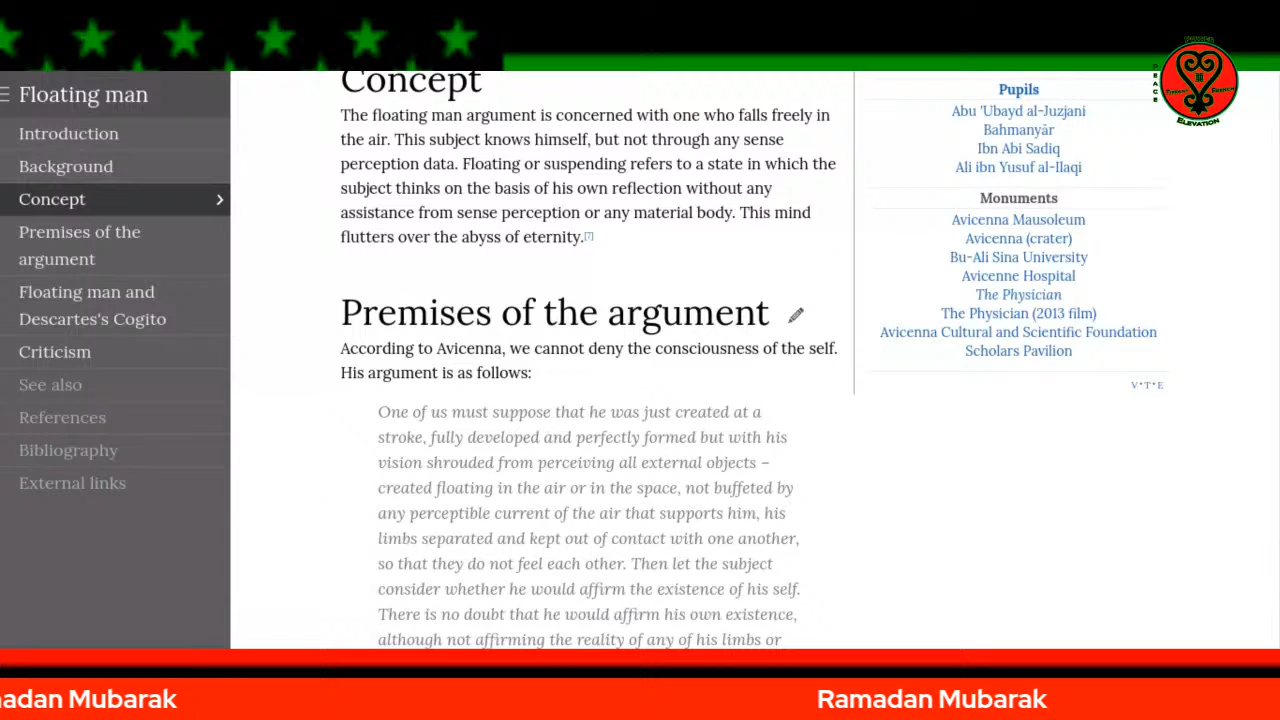 POWER
PEACE
TIFFANY FRENCH
ELEVATION
Floating man
Introduction
Background
Concept
Premises of the
argument
Floating man and
Descartes's Cogito
Criticism
See also
References
Bibliography
External links
Concept
The floating man argument is concerned with one who falls freely in
the air. This subject knows himself, but not through any sense
perception data. Floating or suspending refers to a state in which the
subject thinks on the basis of his own reflection without any
assistance from sense perception or any material body. This mind
flutters over the abyss of eternity.[7]
Premises of the argument
According to Avicenna, we cannot deny the consciousness of the self.
His argument is as follows:
One of us must suppose that he was just created at a
stroke, fully developed and perfectly formed but with his
vision shrouded from perceiving all external objects –
created floating in the air or in the space, not buffeted by
any perceptible current of the air that supports him, his
limbs separated and kept out of contact with one another,
so that they do not feel each other. Then let the subject
consider whether he would affirm the existence of his self.
There is no doubt that he would affirm his own existence,
although not affirming the reality of any of his limbs or
Pupils
Abu 'Ubayd al-Juzjani
Bahmanyār
Ibn Abi Sadiq
Ali ibn Yusuf al-Ilaqi
Monuments
Avicenna Mausoleum
Avicenna (crater)
Bu-Ali Sina University
Avicenne Hospital
The Physician
The Physician (2013 film)
Avicenna Cultural and Scientific Foundation
Scholars Pavilion
V•T•E
adan Mubarak
Ramadan Mubarak